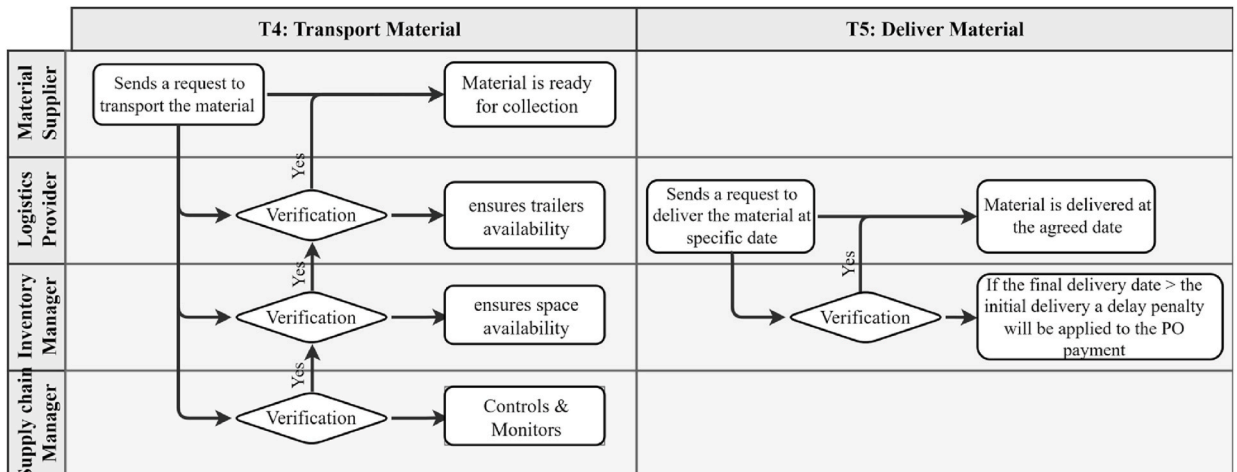 T4: Transport Material
T5: Deliver Material
Material
Supplier
Sends a request to
transport the material
Material is ready
for collection
Yes
Logistics
Provider
Verification
ensures trailers
availability
Sends a request to
deliver the material at
specific date
Material is delivered at
the agreed date
Yes
Yes
Inventory
Manager
Verification
ensures space
availability
Verification
If the final delivery date > the
initial delivery a delay penalty
will be applied to the PO
payment
Yes
Supply chain
Manager
Verification
Controls &
Monitors